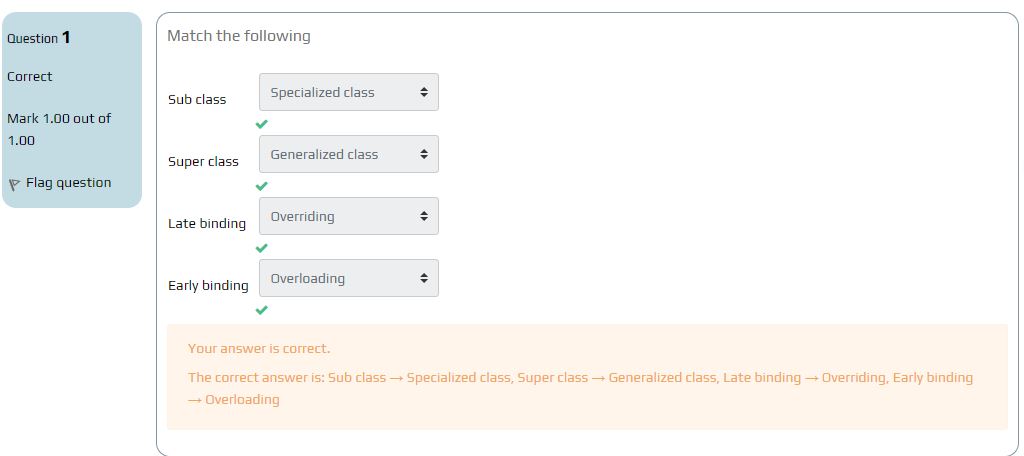 Question 1
Correct
Mark 1.00 out of
1.00
Flag question
Match the following
Sub class
Specialized class
Super class
Generalized class
Late binding
Overriding
Early binding
Overloading
Your answer is correct.
The correct answer is: Sub class → Specialized class, Super class → Generalized class, Late binding → Overriding, Early binding
→ Overloading